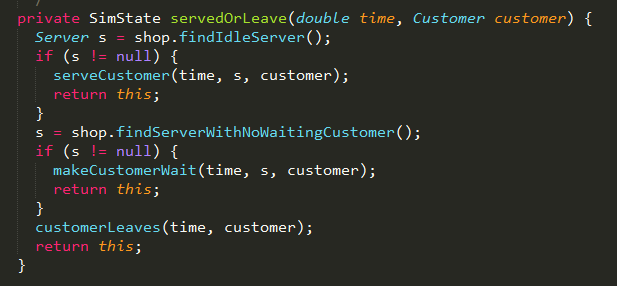 private SimState servedOrLeave(double time, Customer customer) {
Server s = shop.findIdleServer();
if (s != null) {
serveCustomer(time, s, customer);
return this;
}
s = shop.findServerWithNoWaitingCustomer();
if (s != null) {
makeCustomerWait(time, s, customer);
return this;
}
customerLeaves(time, customer);
return this;
}